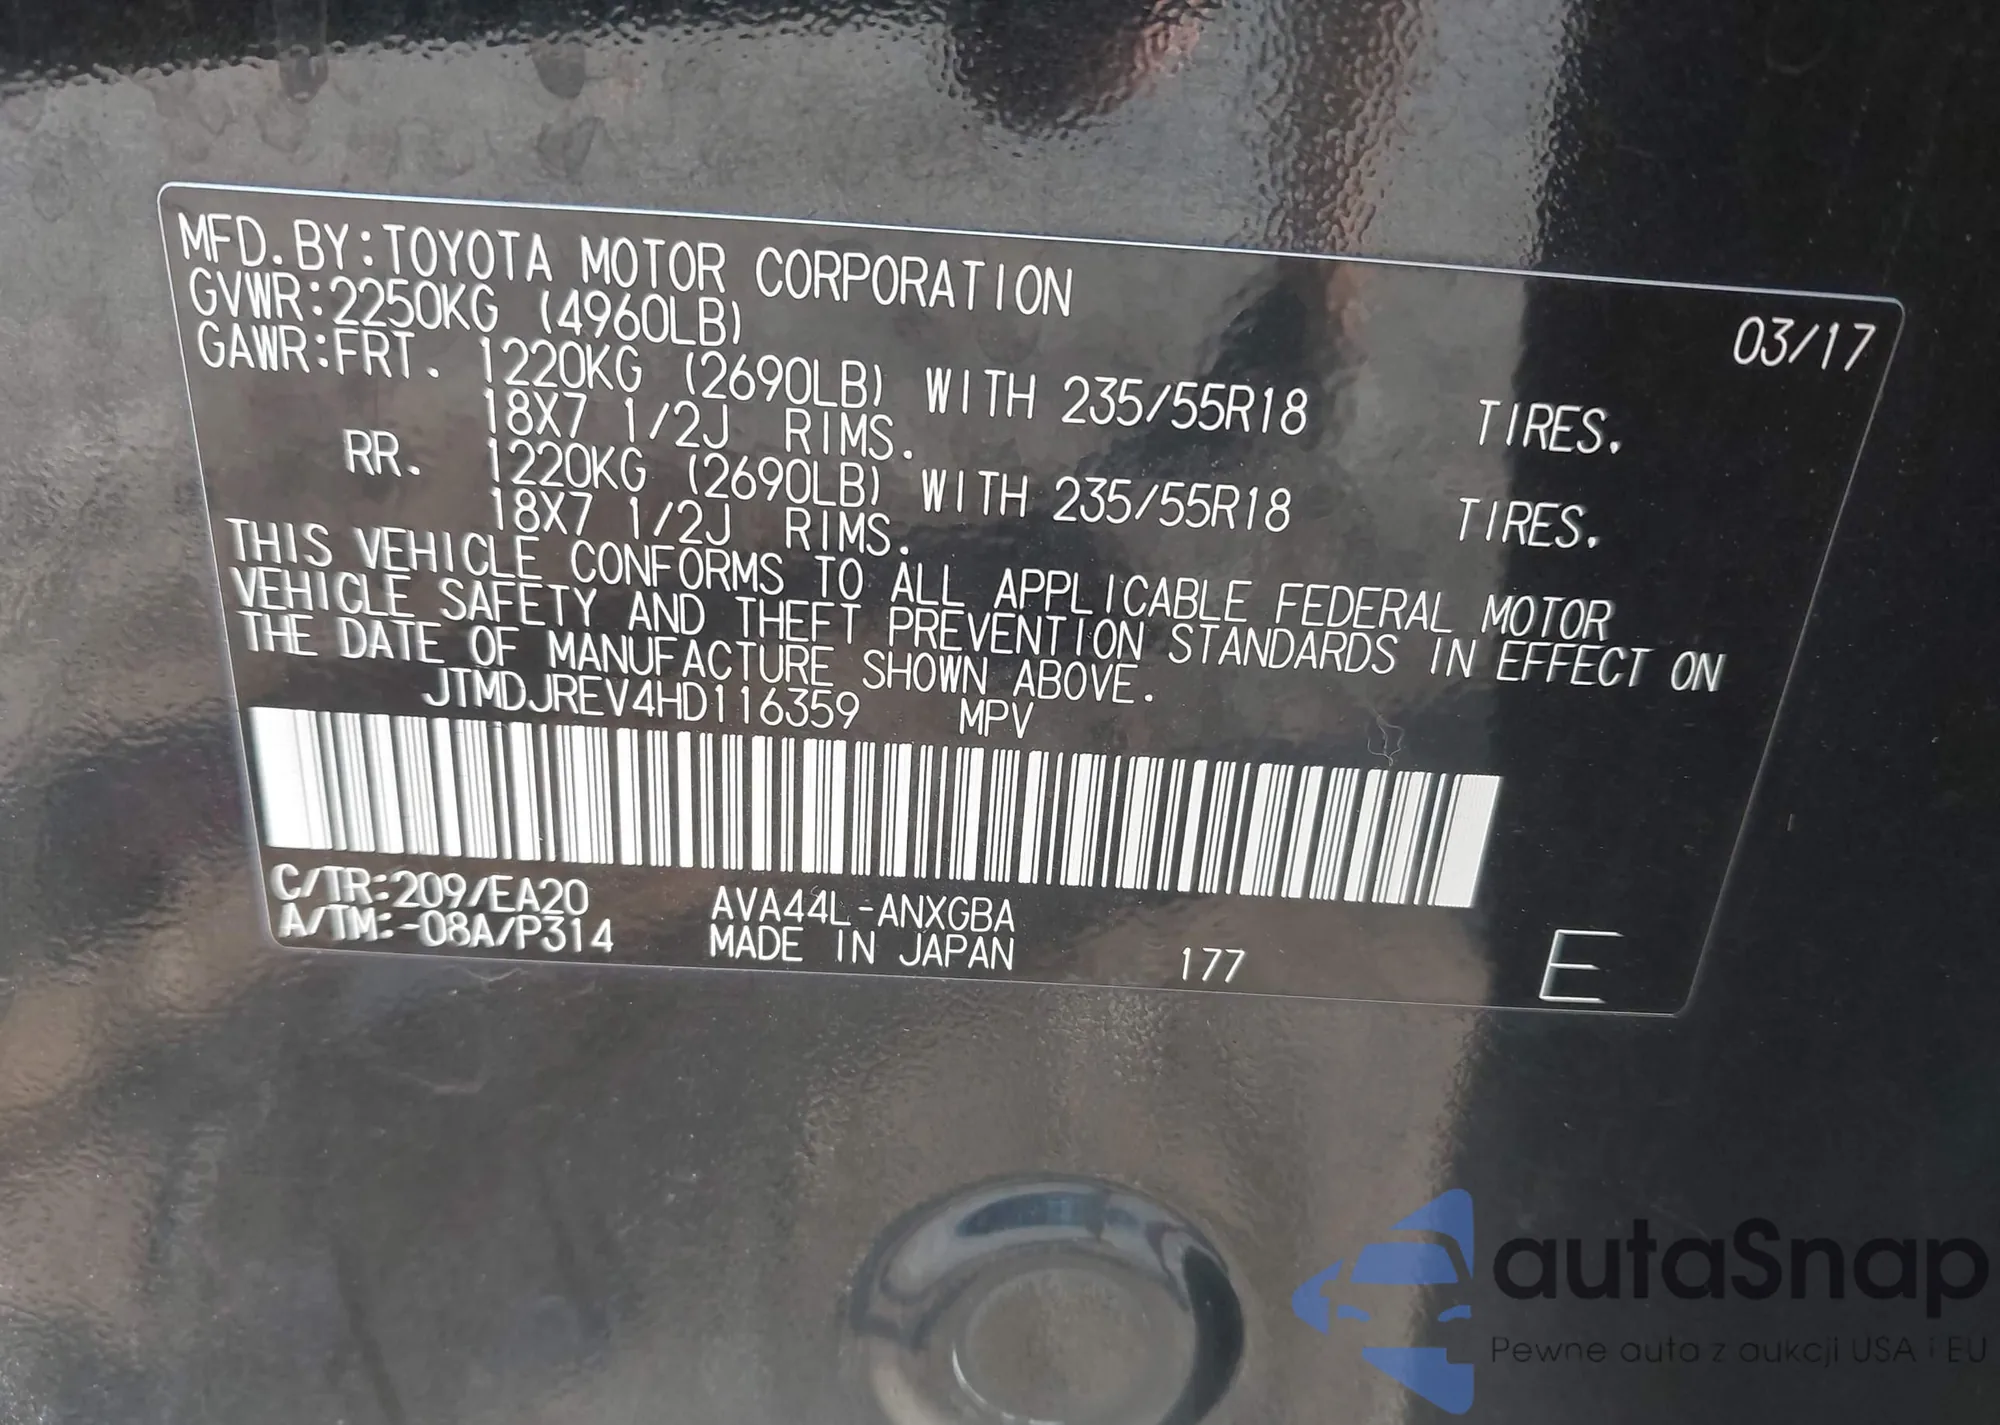 MFD.BY:TOYOTA MOTOR CORPORATION 03/17
GVWR:2250KG (4960LB)
GAWR:FRT. 1220KG (2690LB) WITH 235/55R18 TIRES.
18X7 1/2J RIMS.
RR. 1220KG (2690LB) WITH 235/55R18 TIRES.
18X7 1/2J RIMS.
THIS VEHICLE CONFORMS TO ALL APPLICABLE FEDERAL MOTOR
VEHICLE SAFETY AND THEFT PREVENTION STANDARDS IN EFFECT ON
THE DATE OF MANUFACTURE SHOWN ABOVE.
JTMDJREV4HD116359 MPV
C/TR:209/EA20 AVA44L-ANXGBA
A/TM:-08A/P314 MADE IN JAPAN 177 E
autaSnap
Pewne auta z aukcji USA i EU